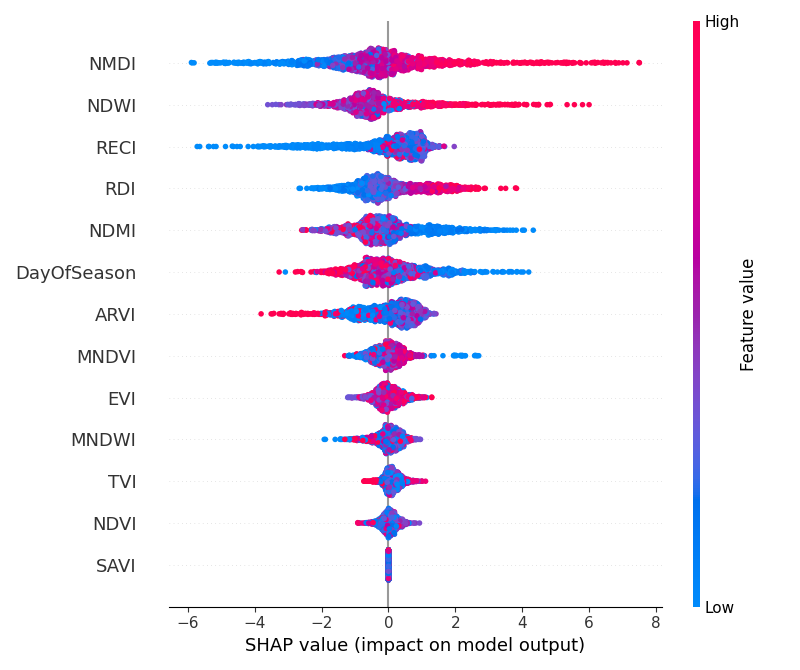 High
NMDI
NDWI
RECI
RDI
NDMI
DayOfSeason
ARVI
MNDVI
EVI
MNDWI
TVI
NDVI
SAVI
Feature value
Low
−6 −4 −2 0 2 4 6 8
SHAP value (impact on model output)